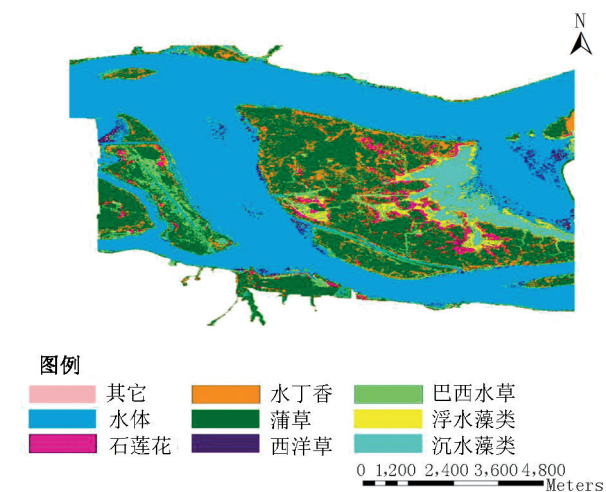 N
图例
其它 水丁香 巴西水草
水体 蒲草 浮水藻类
石莲花 西洋草 沉水藻类
0 1,200 2,400 3,600 4,800
Meters